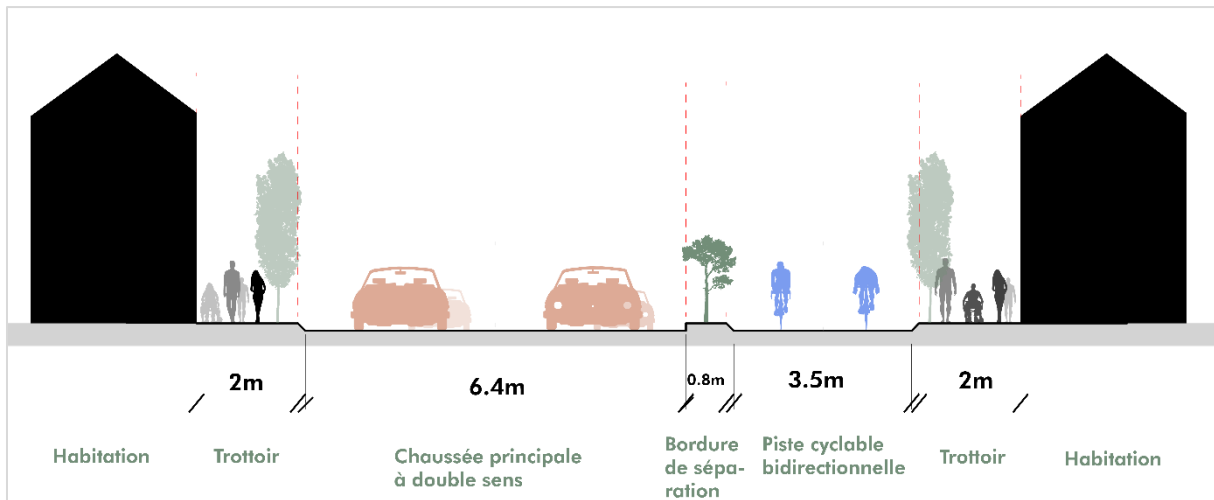 2m
6.4m
0.8m
3.5m
2m
Habitation
Trottoir
Chaussée principale
à double sens
Bordure
de sépa-
ration
Piste cyclable
bidirectionnelle
Trottoir
Habitation